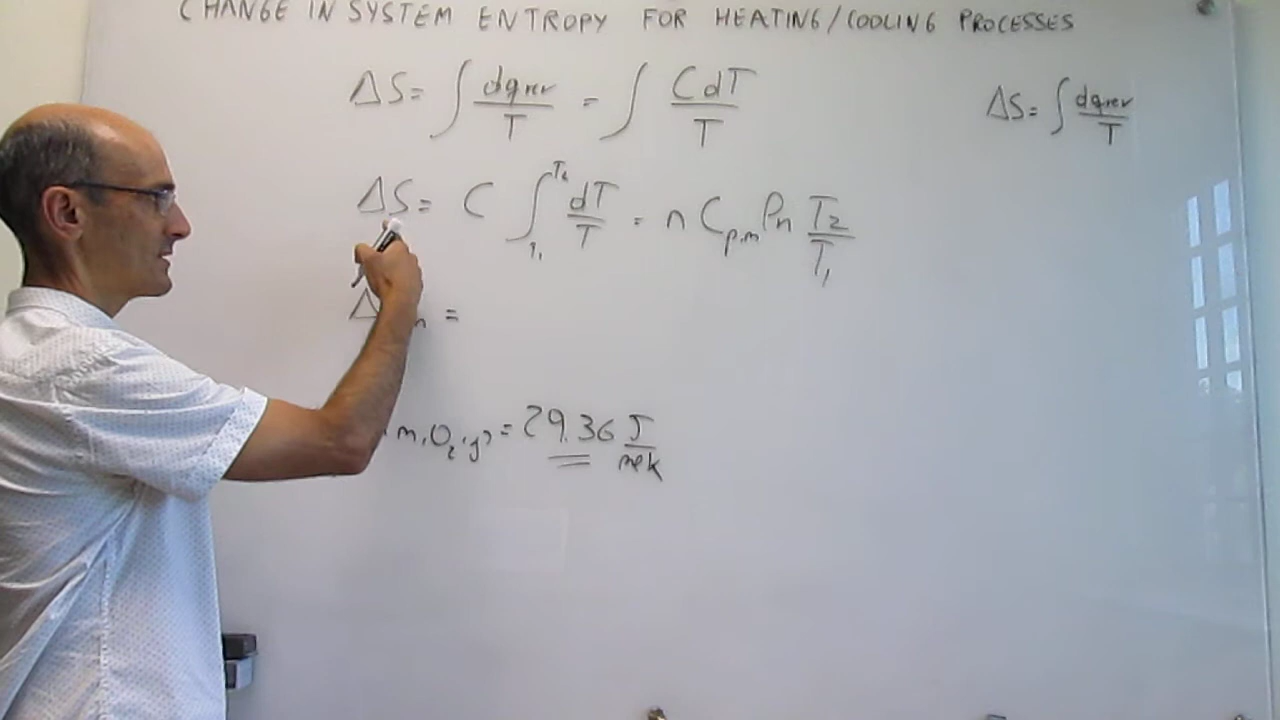 CHANGE IN SYSTEM ENTROPY FOR HEATING/COOLING PROCESSES
ΔS = ∫ dqrev/T = ∫ CdT/T
ΔS = ∫ dqrev/T
ΔS = C ∫T₁T₂ dT/T = n Cp,m ln T₂/T₁
Δ m =
m,O₂,g) = 29.36 J/molK